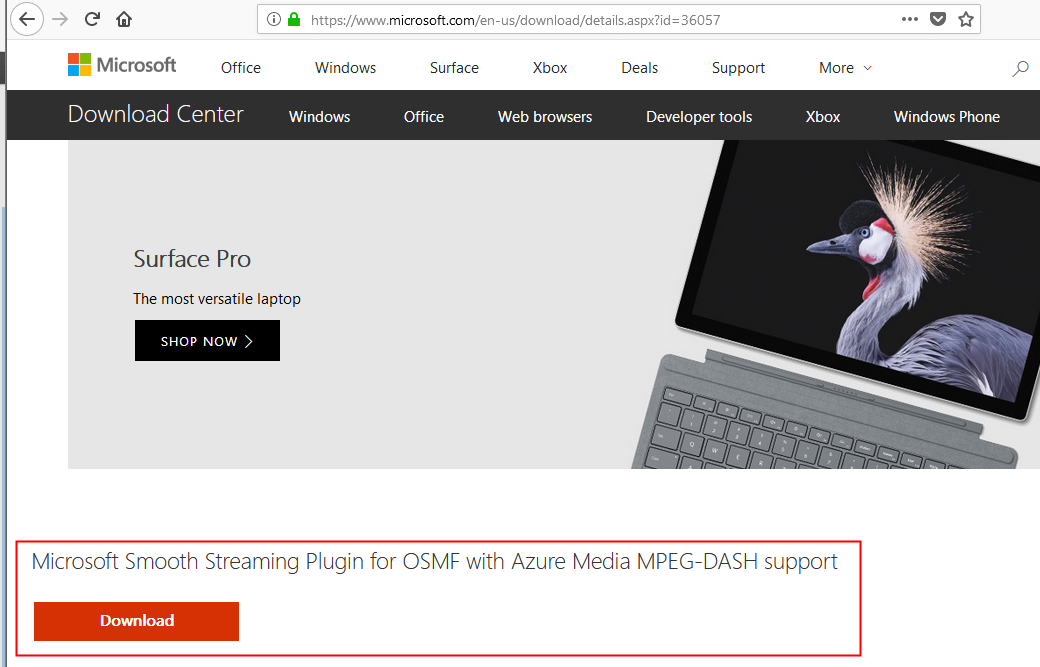 https://www.microsoft.com/en-us/download/details.aspx?id=36057
Microsoft Office Windows Surface Xbox Deals Support More
Download Center Windows Office Web browsers Developer tools Xbox Windows Phone
Surface Pro
The most versatile laptop
SHOP NOW
Microsoft Smooth Streaming Plugin for OSMF with Azure Media MPEG-DASH support
Download